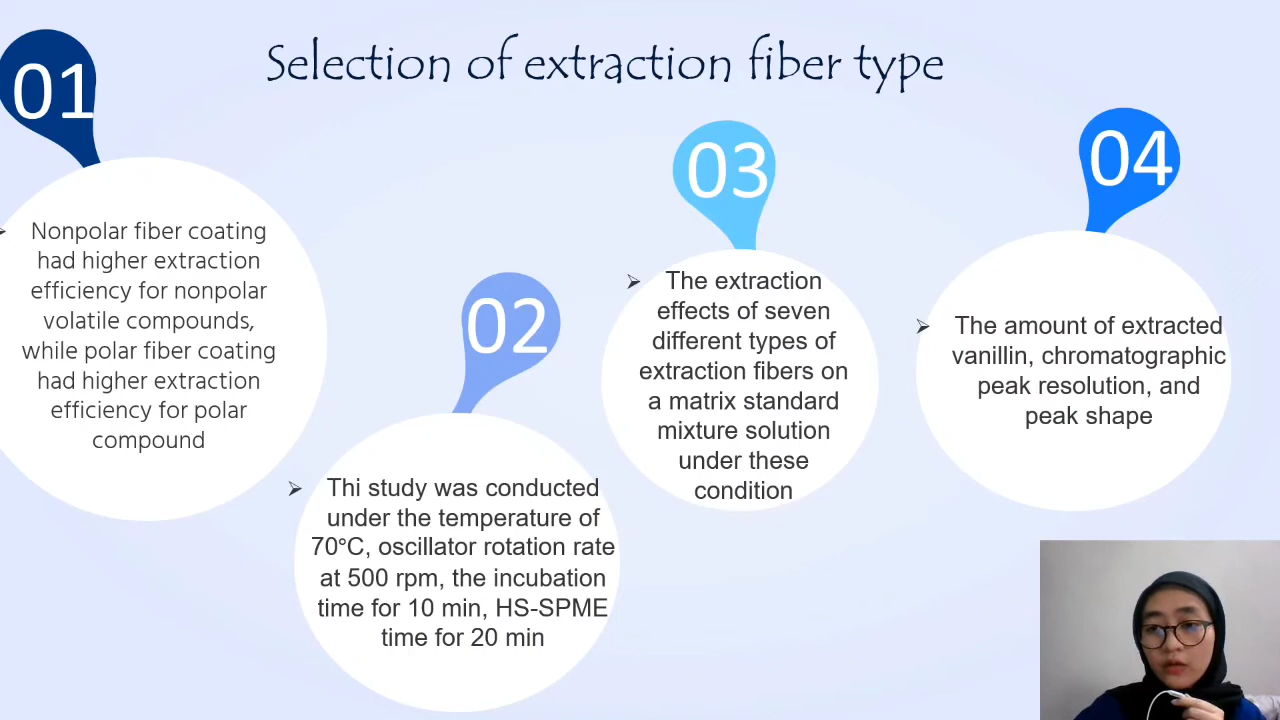 Selection of extraction fiber type
01
Nonpolar fiber coating
had higher extraction
efficiency for nonpolar
volatile compounds,
while polar fiber coating
had higher extraction
efficiency for polar
compound
02
Thi study was conducted
under the temperature of
70°C, oscillator rotation rate
at 500 rpm, the incubation
time for 10 min, HS-SPME
time for 20 min
03
The extraction
effects of seven
different types of
extraction fibers on
a matrix standard
mixture solution
under these
condition
04
The amount of extracted
vanillin, chromatographic
peak resolution, and
peak shape